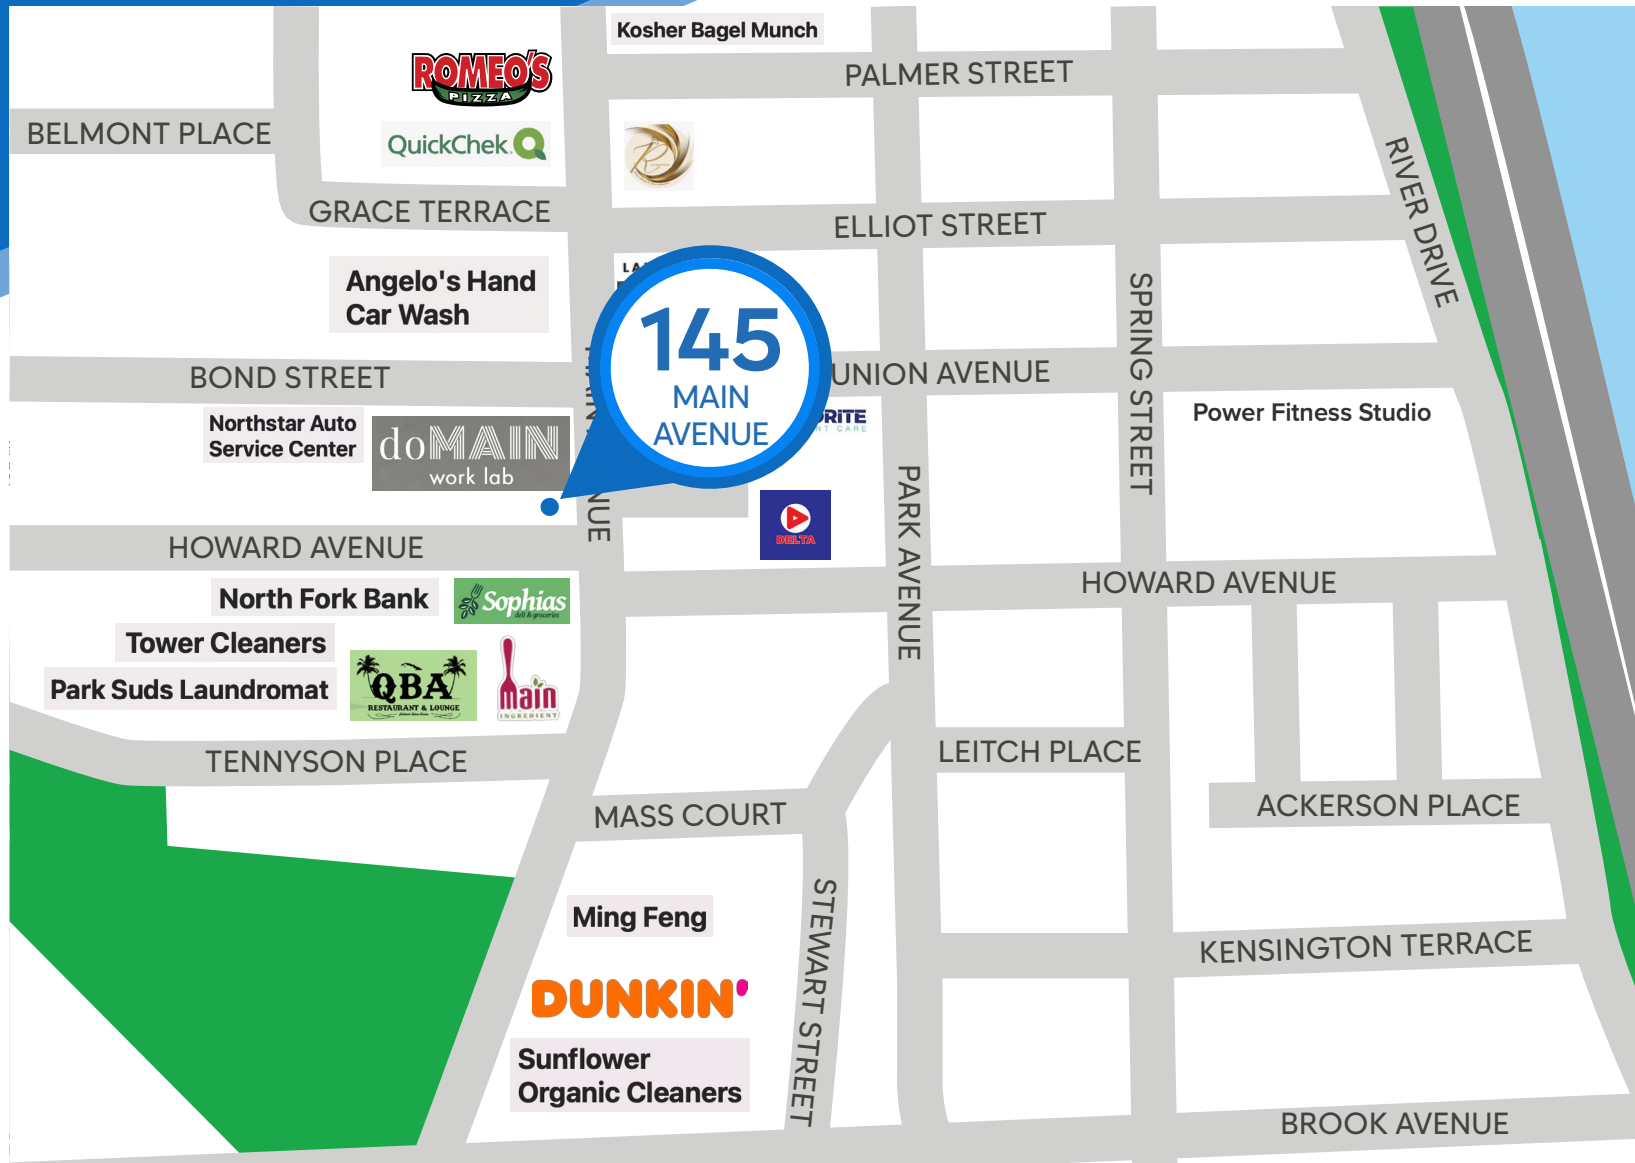 Kosher Bagel Munch
ROMEO'S
PIZZA
PALMER STREET
BELMONT PLACE
QuickChek
R
RIVER DRIVE
GRACE TERRACE
ELLIOT STREET
Angelo's Hand
Car Wash
145
MAIN
AVENUE
SPRING STREET
BOND STREET
UNION AVENUE
Northstar Auto
Service Center
doMAIN
work lab
Power Fitness Studio
PARK AVENUE
DELTA
HOWARD AVENUE
HOWARD AVENUE
North Fork Bank
Sophias
deli & groceries
Tower Cleaners
Park Suds Laundromat
QBA
RESTAURANT & LOUNGE
main
INGREDIENT
TENNYSON PLACE
LEITCH PLACE
MASS COURT
ACKERSON PLACE
STEWART STREET
Ming Feng
KENSINGTON TERRACE
DUNKIN'
Sunflower
Organic Cleaners
BROOK AVENUE